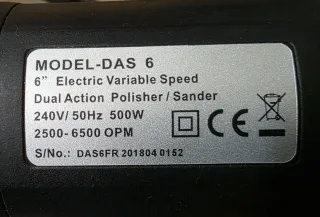 MODEL-DAS 6
6” Electric Variable Speed
Dual Action Polisher / Sander
240V/ 50Hz 500W
2500- 6500 OPM
CE
S/No.: DAS6FR 201804 0152